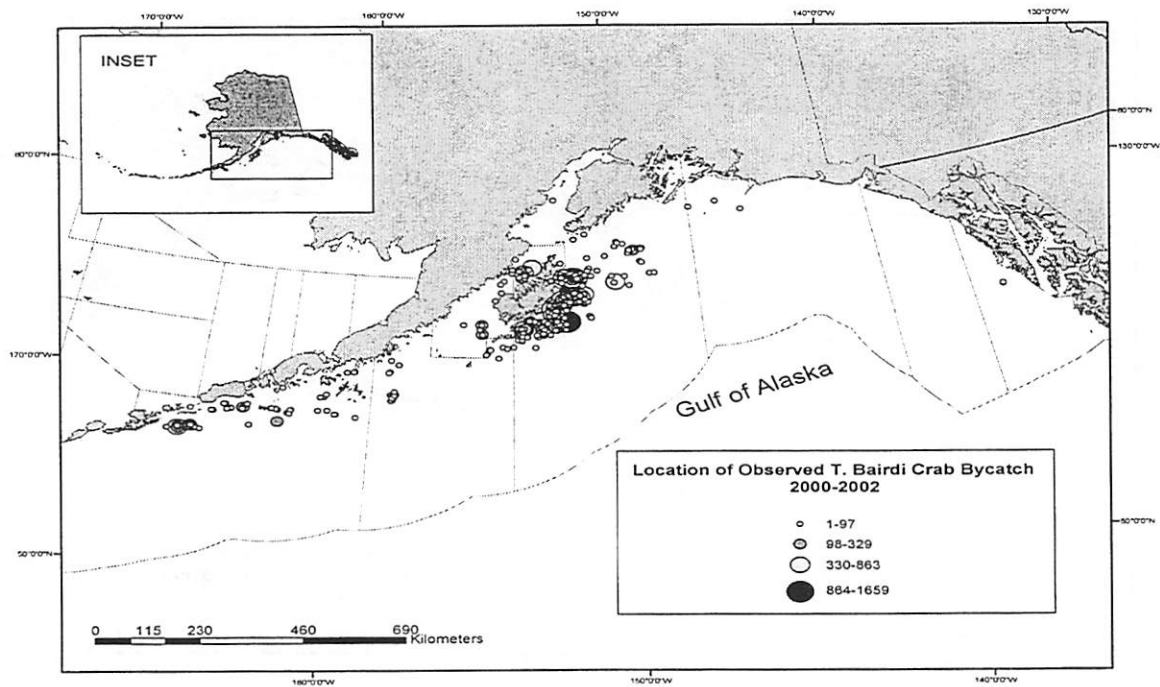 170°0'0"W
160°0'0"W
150°0'0"W
140°0'0"W
130°0'0"W
INSET
60°0'0"N
130°0'0"W
60°0'0"N
170°0'0"W
Gulf of Alaska
Location of Observed T. Bairdi Crab Bycatch
2000-2002
1-97
98-329
330-863
864-1659
50°0'0"N
50°0'0"N
0 115 230 460 690
Kilometers
160°0'0"W
150°0'0"W
140°0'0"W